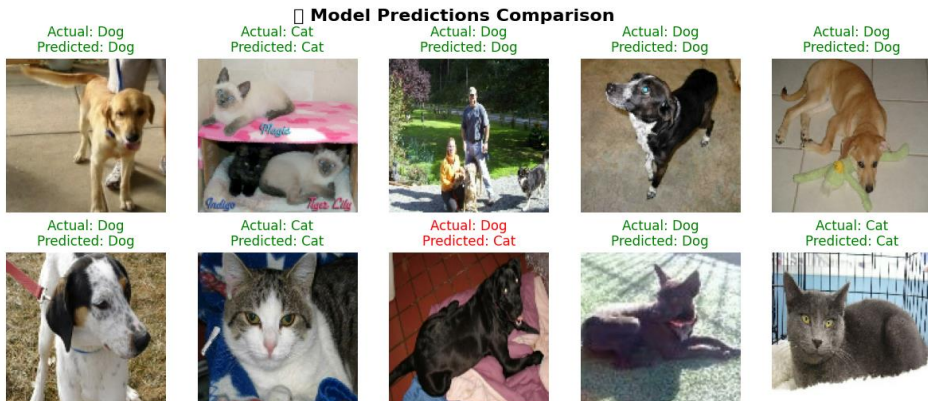 ▯ Model Predictions Comparison
Actual: Dog
Predicted: Dog
Actual: Cat
Predicted: Cat
Actual: Dog
Predicted: Dog
Actual: Dog
Predicted: Dog
Actual: Dog
Predicted: Dog
Magic
Indigo
Tiger Lily
Actual: Dog
Predicted: Dog
Actual: Cat
Predicted: Cat
Actual: Dog
Predicted: Cat
Actual: Dog
Predicted: Dog
Actual: Cat
Predicted: Cat